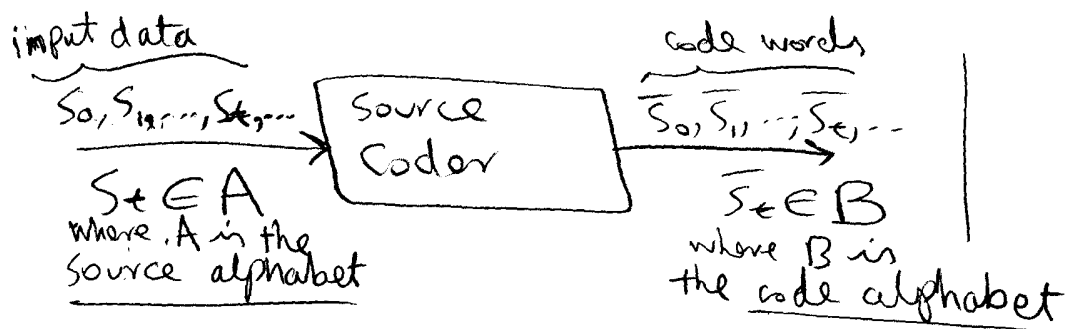 input data
S₀, S₁, ..., Sₜ, ...
Sₜ ∈ A
where A is the
source alphabet
Source
Coder
code words
S̅₀, S̅₁, ..., S̅ₜ, ...
S̅ₜ ∈ B
where B is
the code alphabet